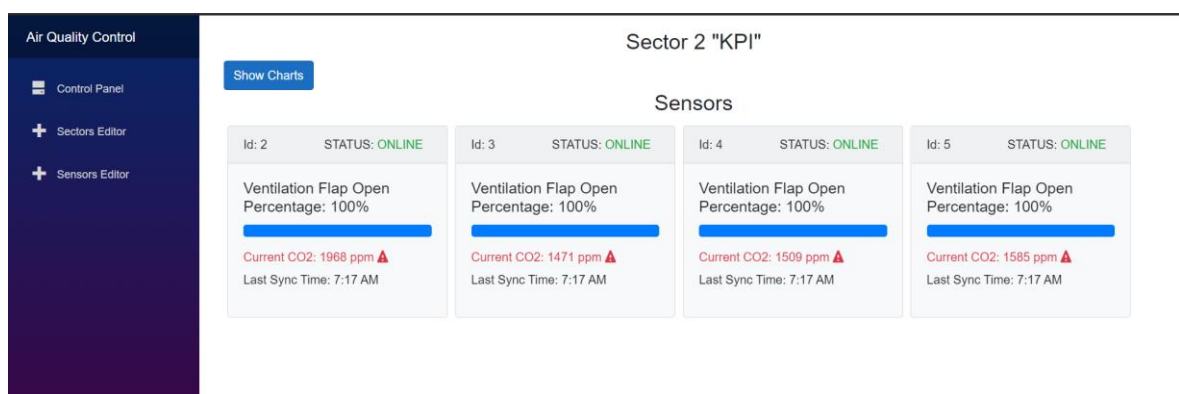 Air Quality Control
Control Panel
Sectors Editor
Sensors Editor
Sector 2 "KPI"
Show Charts
Sensors
Id: 2 STATUS: ONLINE
Ventilation Flap Open
Percentage: 100%
Current CO2: 1968 ppm
Last Sync Time: 7:17 AM
Id: 3 STATUS: ONLINE
Ventilation Flap Open
Percentage: 100%
Current CO2: 1471 ppm
Last Sync Time: 7:17 AM
Id: 4 STATUS: ONLINE
Ventilation Flap Open
Percentage: 100%
Current CO2: 1509 ppm
Last Sync Time: 7:17 AM
Id: 5 STATUS: ONLINE
Ventilation Flap Open
Percentage: 100%
Current CO2: 1585 ppm
Last Sync Time: 7:17 AM